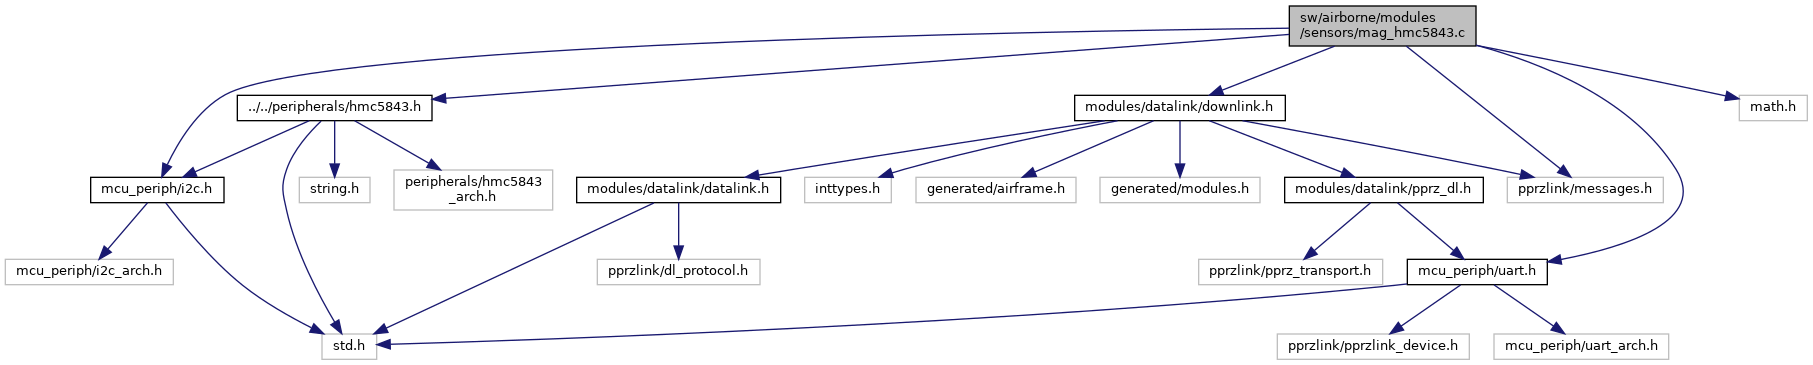 sw/airborne/modules
/sensors/mag_hmc5843.c
../../peripherals/hmc5843.h
modules/datalink/downlink.h
math.h
mcu_periph/i2c.h
string.h
peripherals/hmc5843
_arch.h
modules/datalink/datalink.h
inttypes.h
generated/airframe.h
generated/modules.h
modules/datalink/pprz_dl.h
pprzlink/messages.h
mcu_periph/i2c_arch.h
pprzlink/dl_protocol.h
pprzlink/pprz_transport.h
mcu_periph/uart.h
std.h
pprzlink/pprzlink_device.h
mcu_periph/uart_arch.h